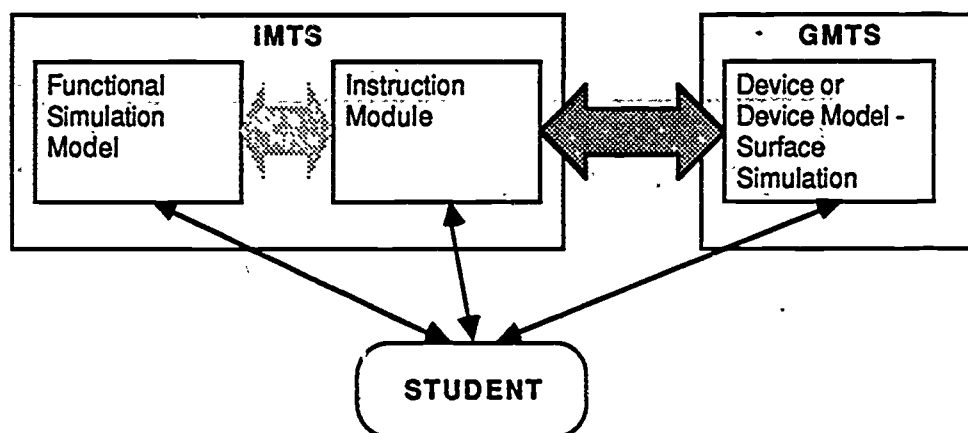 IMTS
Functional
Simulation
Model
Instruction
Module
GMTS
Device or
Device Model -
Surface
Simulation
STUDENT